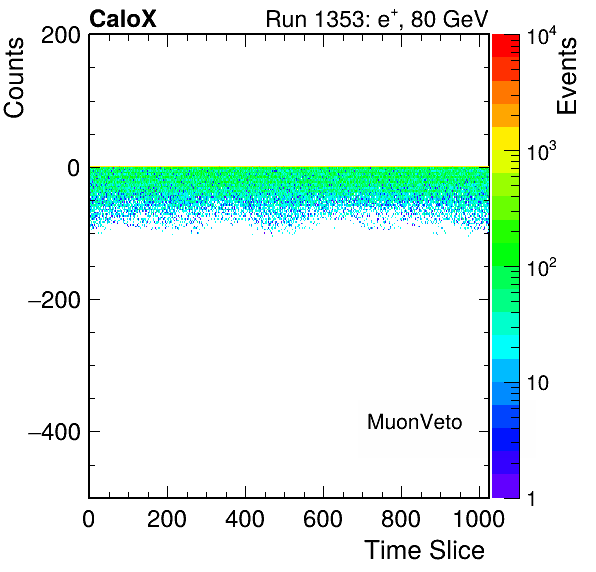 CaloX Run 1353: e+, 80 GeV
Counts
Events
200
0
−200
−400
10^4
10^3
10^2
10
1
MuonVeto
0 200 400 600 800 1000
Time Slice